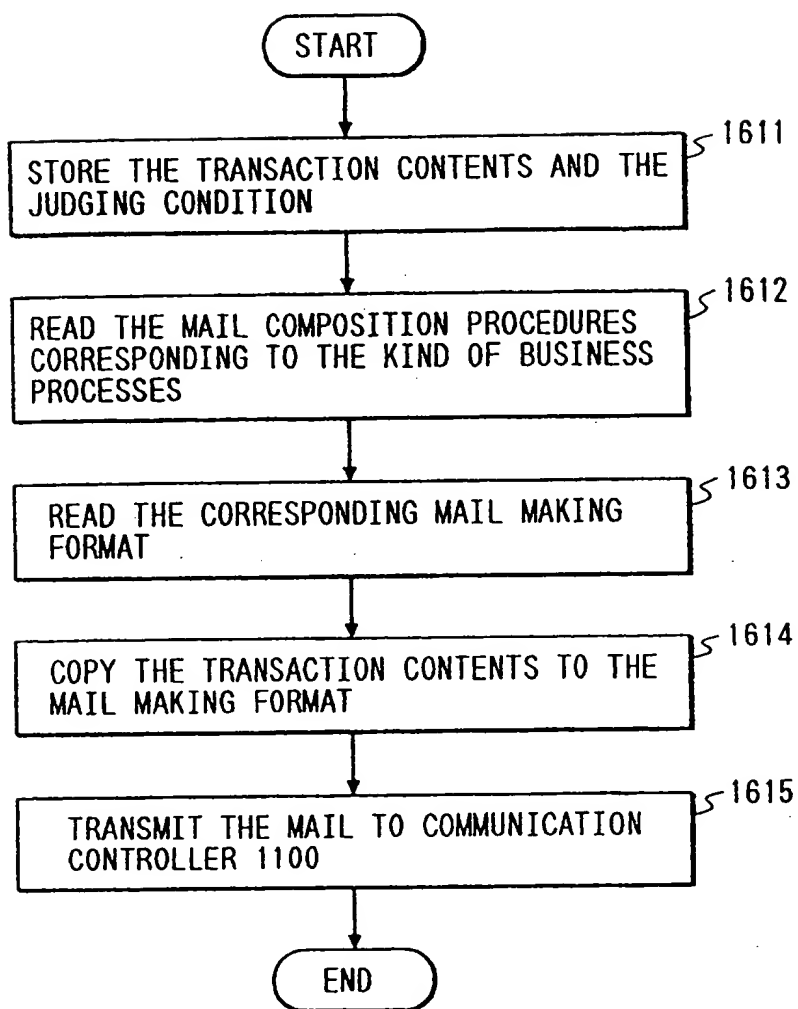 START
1611
STORE THE TRANSACTION CONTENTS AND THE
JUDGING CONDITION
1612
READ THE MAIL COMPOSITION PROCEDURES
CORRESPONDING TO THE KIND OF BUSINESS
PROCESSES
1613
READ THE CORRESPONDING MAIL MAKING
FORMAT
1614
COPY THE TRANSACTION CONTENTS TO THE
MAIL MAKING FORMAT
1615
TRANSMIT THE MAIL TO COMMUNICATION
CONTROLLER 1100
END